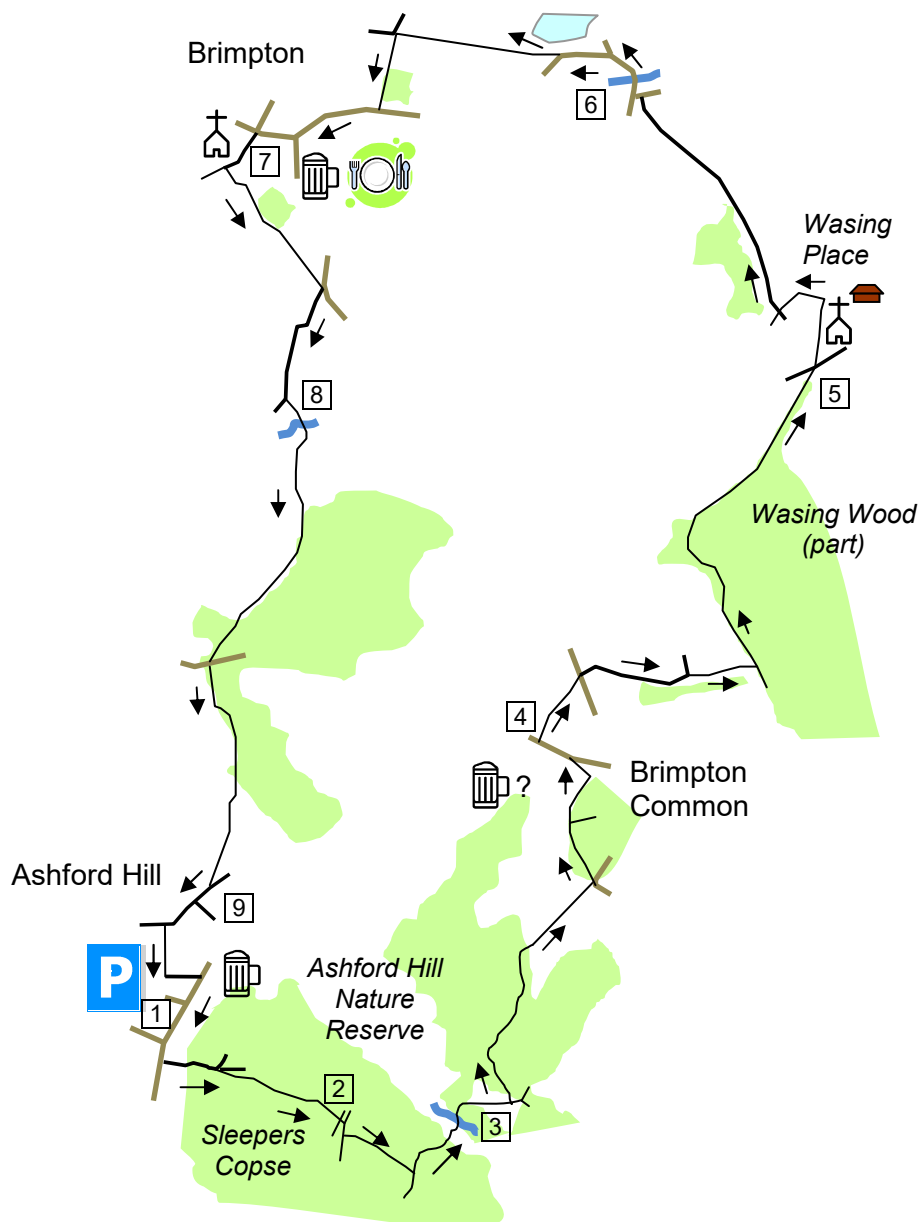 Brimpton
6
7
Wasing
Place
8
5
Wasing Wood
(part)
4
?
Brimpton
Common
Ashford Hill
9
P
Ashford Hill
Nature
Reserve
1
2
3
Sleepers
Copse